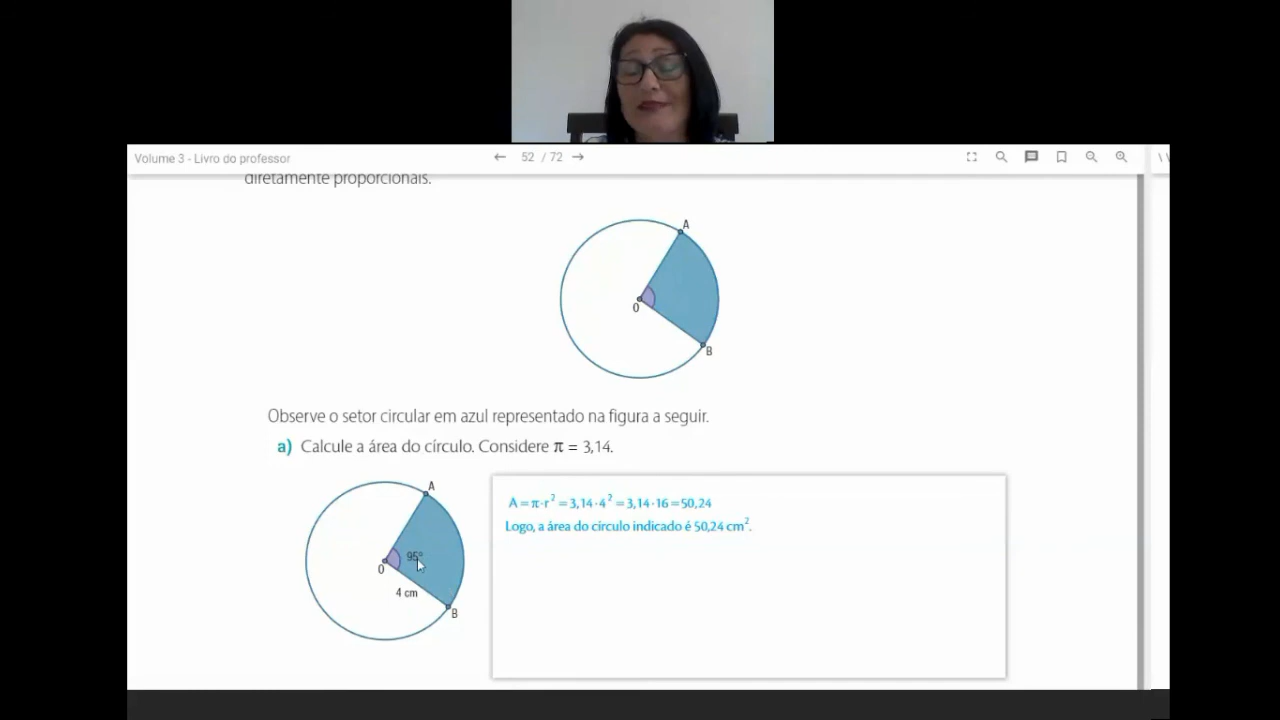 Volume 3 - Livro do professor
52 / 72
diretamente proporcionais.
A
O
B
Observe o setor circular em azul representado na figura a seguir.
a) Calcule a área do círculo. Considere π = 3,14.
A
95°
O
4 cm
B
A = π · r² = 3,14 · 4² = 3,14 · 16 = 50,24
Logo, a área do círculo indicado é 50,24 cm².